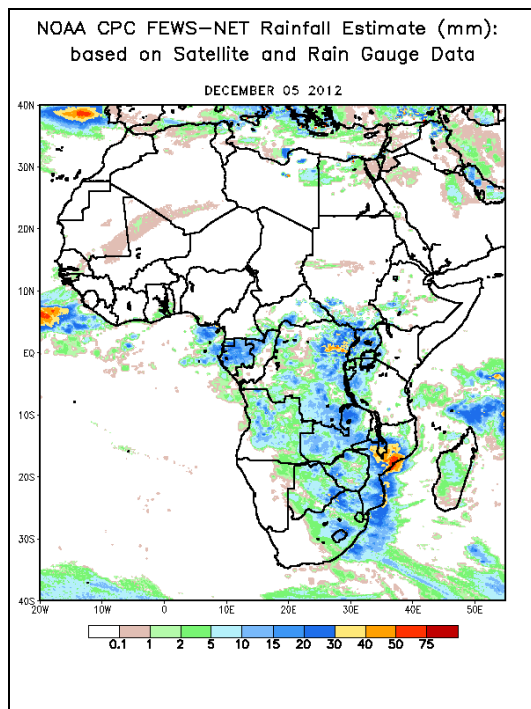 NOAA CPC FEWS-NET Rainfall Estimate (mm):
based on Satellite and Rain Gauge Data
DECEMBER 05 2012
40N
30N
20N
10N
EQ
10S
20S
30S
40S
20W 10W 0 10E 20E 30E 40E 50E
0.1 1 2 5 10 15 20 30 40 50 75